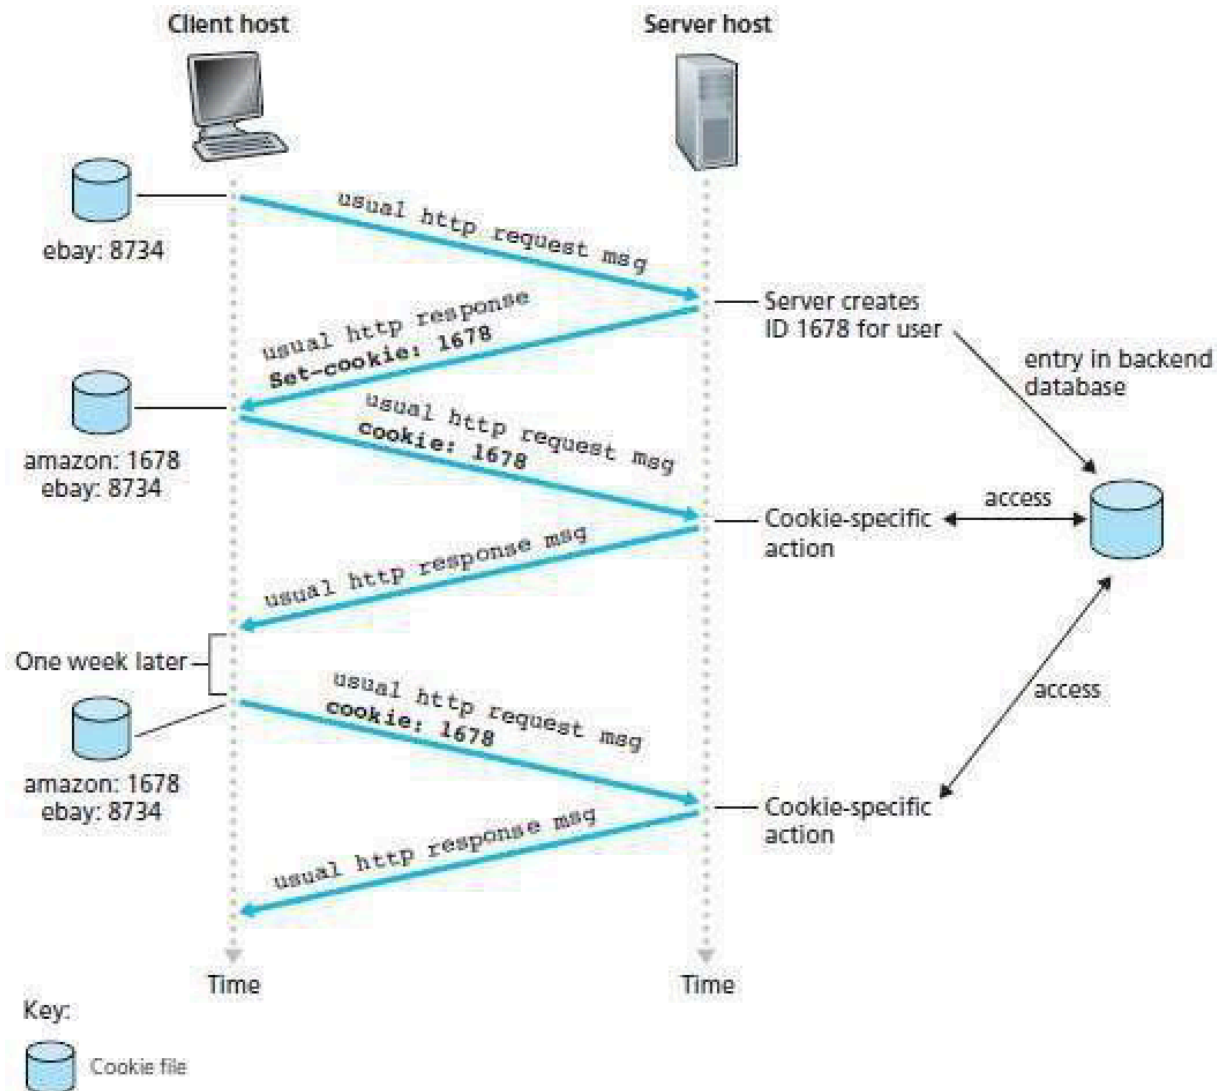 Client host
Server host
usual http request msg
ebay: 8734
Server creates
ID 1678 for user
usual http response
Set-cookie: 1678
entry in backend
database
usual http request msg
cookie: 1678
amazon: 1678
ebay: 8734
access
Cookie-specific
action
usual http response msg
One week later
usual http request msg
cookie: 1678
access
amazon: 1678
ebay: 8734
Cookie-specific
action
usual http response msg
Time
Time
Key:
Cookie file